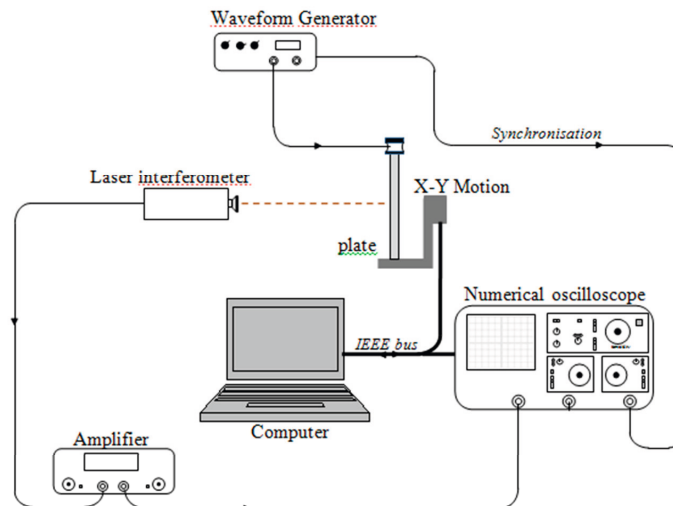 Waveform Generator
Synchronisation
Laser interferometer
X-Y Motion
plate
Numerical oscilloscope
IEEE bus
Computer
Amplifier